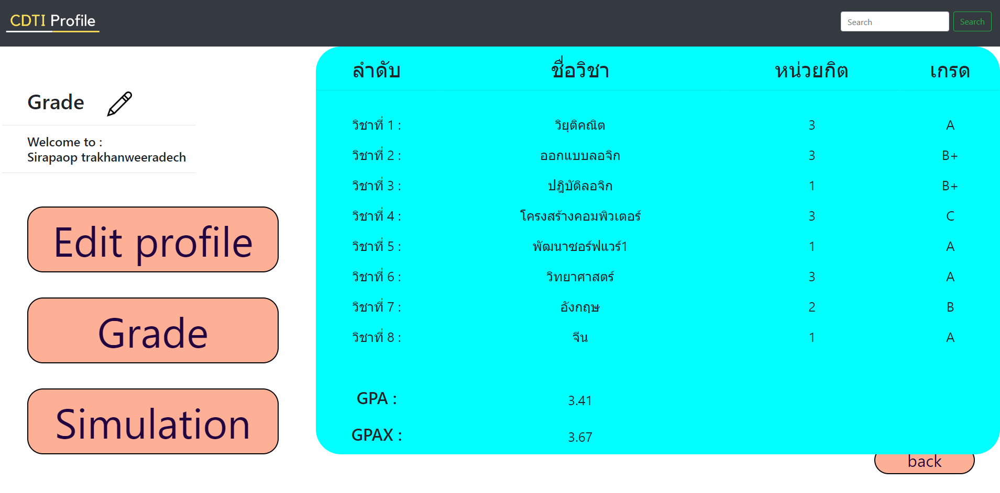 CDTI Profile
Search Search
Grade
Welcome to :
Sirapaop trakhanweeradech
Edit profile
Grade
Simulation
ลำดับ ชื่อวิชา หน่วยกิต เกรด
วิชาที่ 1 : วิยุติคณิต 3 A
วิชาที่ 2 : ออกแบบลอจิก 3 B+
วิชาที่ 3 : ปฎิบัติลอจิก 1 B+
วิชาที่ 4 : โครงสร้างคอมพิวเตอร์ 3 C
วิชาที่ 5 : พัฒนาซอร์ฟแวร์1 1 A
วิชาที่ 6 : วิทยาศาสตร์ 3 A
วิชาที่ 7 : อังกฤษ 2 B
วิชาที่ 8 : จีน 1 A
GPA : 3.41
GPAX : 3.67
back